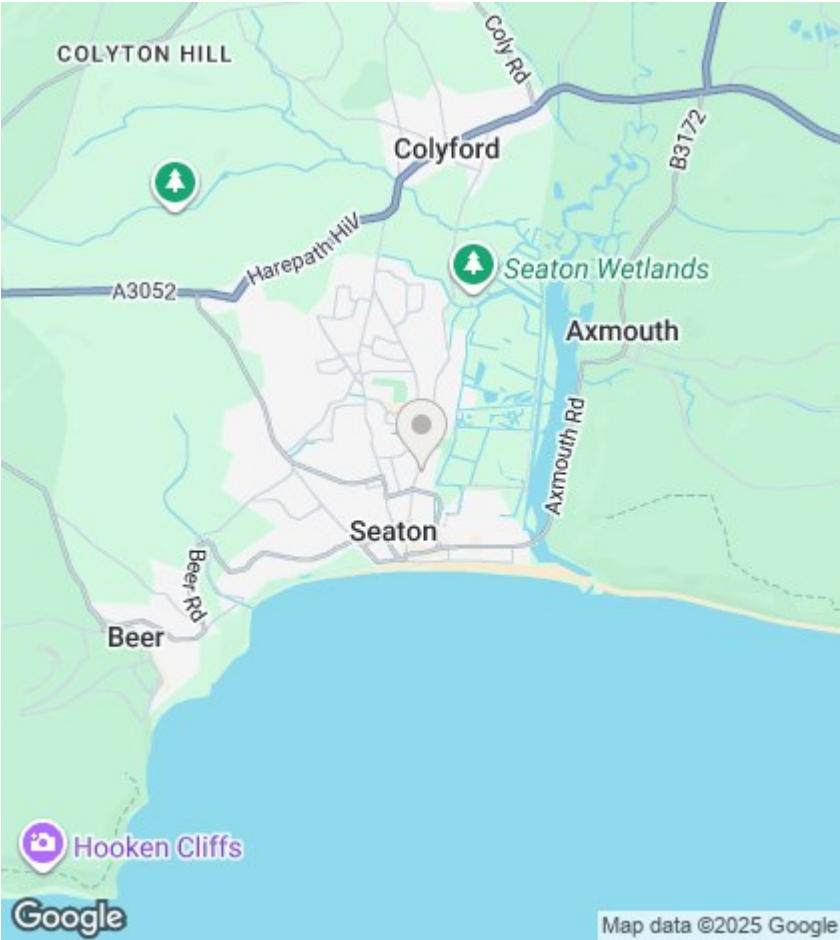 COLYTON HILL
Coly Rd
Colyford
B3172
Harepath Hil
Seaton Wetlands
A3052
Axmouth
Axmouth Rd
Seaton
Beer Rd
Beer
Hooken Cliffs
Google
Map data ©2025 Google